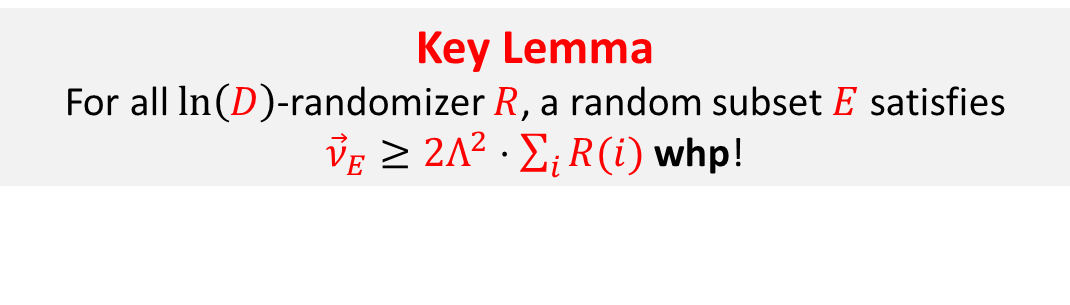 Key Lemma
For all ln(D)-randomizer R, a random subset E satisfies
ν⃗_E ≥ 2Λ² · ∑_i R(i) whp!